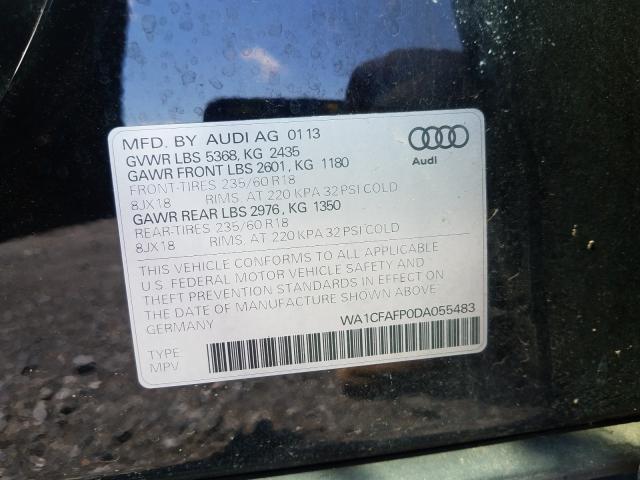 MFD. BY AUDI AG 01 13
GVWR LBS 5368, KG 2435
GAWR FRONT LBS 2601, KG 1180
FRONT-TIRES 235/60 R18
8JX18 RIMS. AT 220 KPA 32 PSI COLD
GAWR REAR LBS 2976, KG 1350
REAR-TIRES 235/60 R18
8JX18 RIMS. AT 220 KPA 32 PSI COLD
Audi
THIS VEHICLE CONFORMS TO ALL APPLICABLE
U.S. FEDERAL MOTOR VEHICLE SAFETY AND
THEFT PREVENTION STANDARDS IN EFFECT ON
THE DATE OF MANUFACTURE SHOWN ABOVE.
GERMANY
WA1CFAFP0DA055483
TYPE
MPV